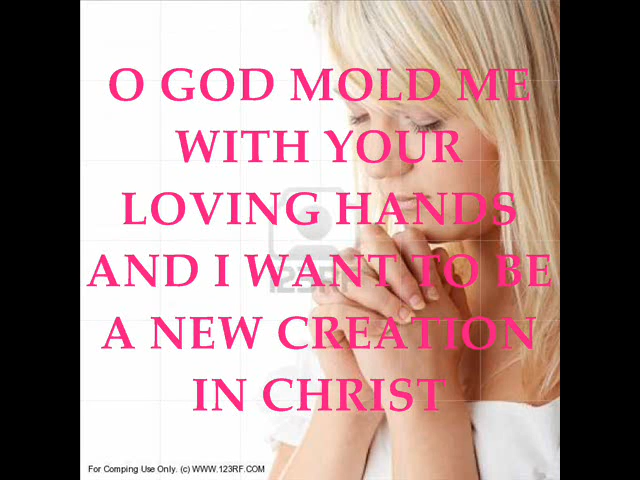 O GOD MOLD ME
WITH YOUR
LOVING HANDS
AND I WANT TO BE
A NEW CREATION
IN CHRIST
123RF
For Comping Use Only. (c) WWW.123RF.COM